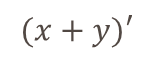 (x + y)′